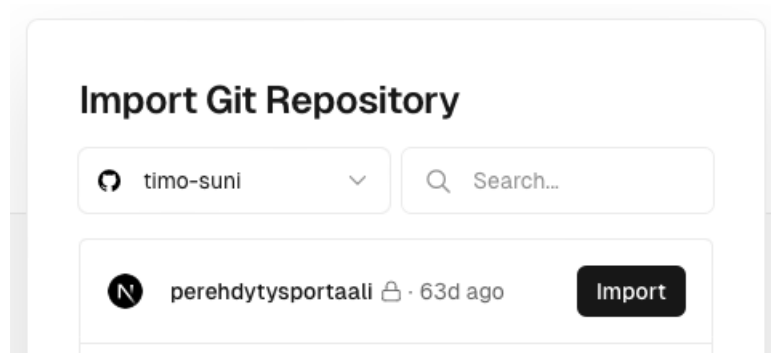 Import Git Repository
timo-suni Search...
perehdytysportaali · 63d ago Import